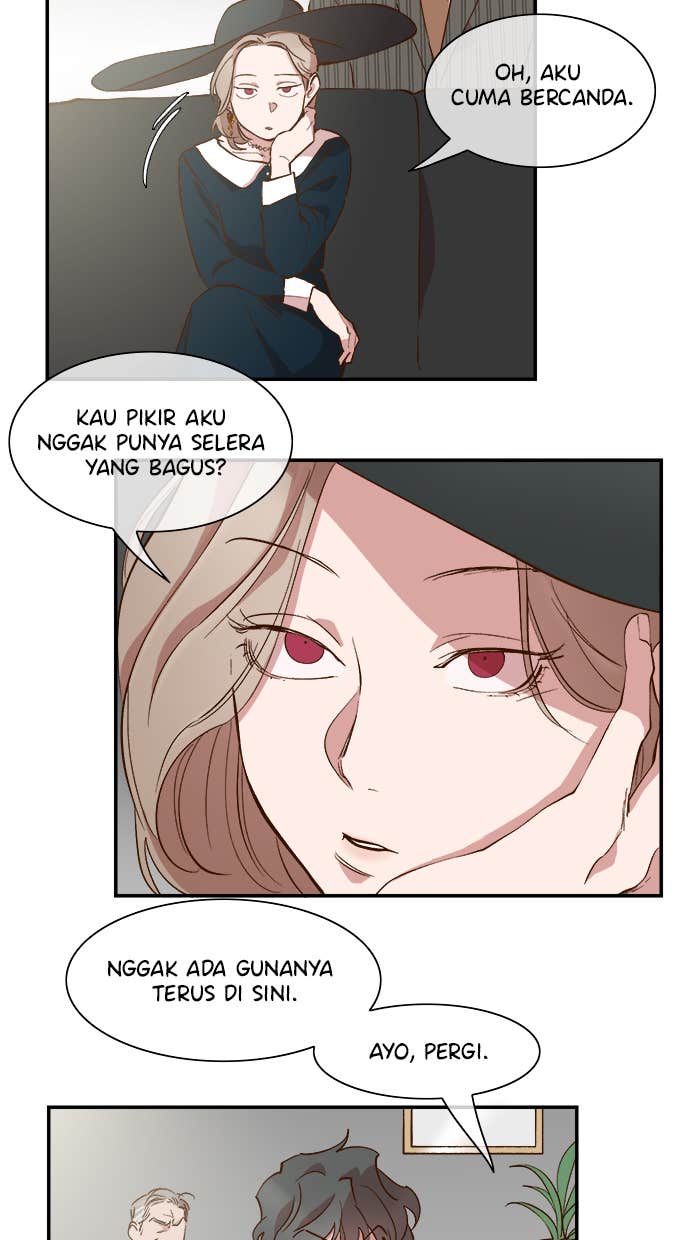 OH, AKU
CUMA BERCANDA.
KAU PIKIR AKU
NGGAK PUNYA SELERA
YANG BAGUS?
NGGAK ADA GUNANYA
TERUS DI SINI.
AYO, PERGI.